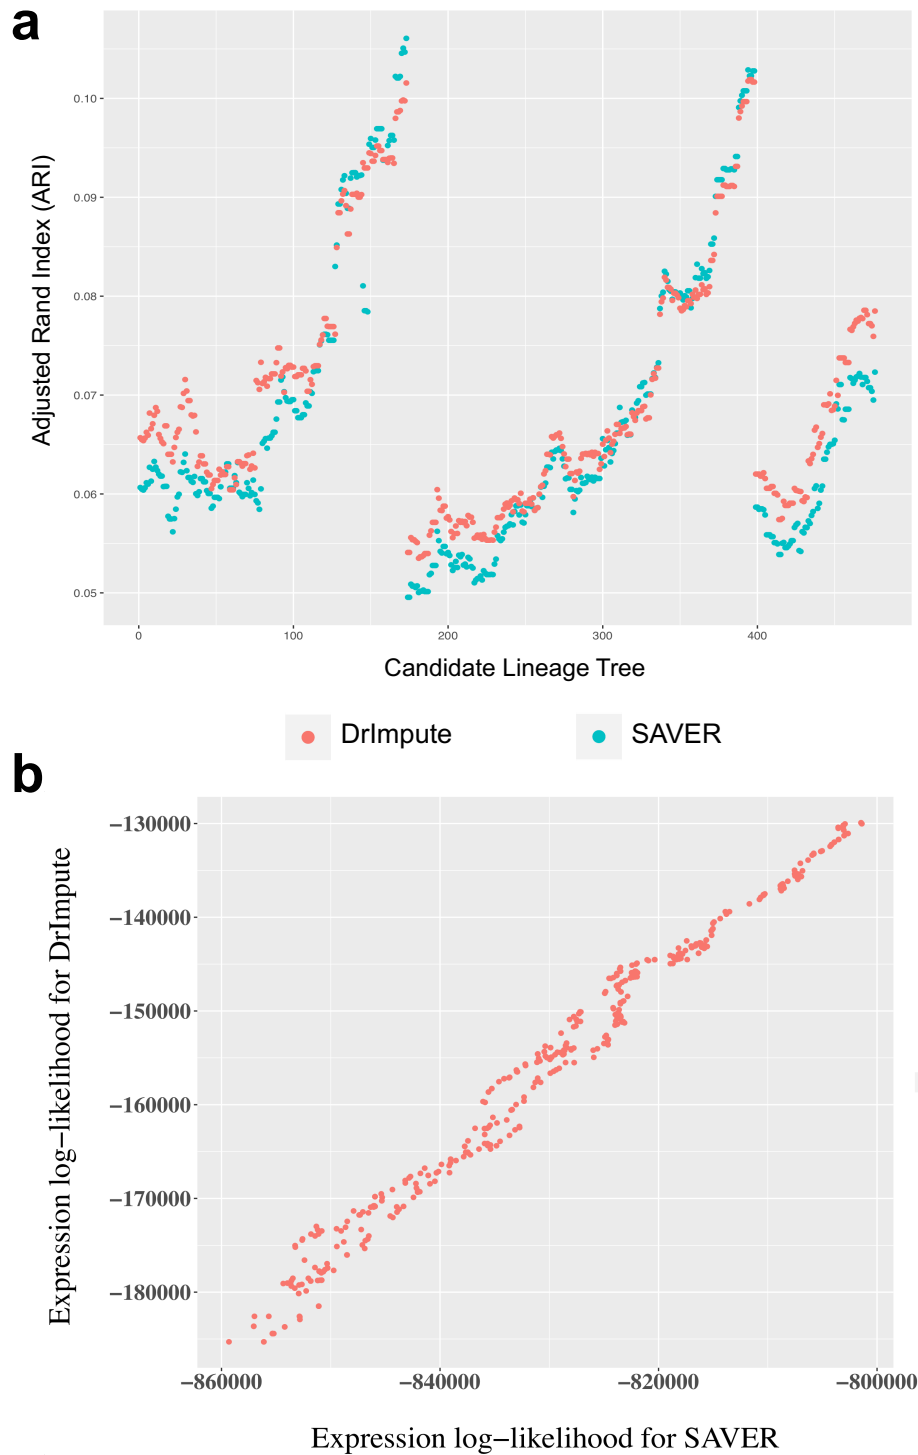 a
Adjusted Rand Index (ARI)
0.10
0.09
0.08
0.07
0.06
0.05
0
100
200
300
400
Candidate Lineage Tree
DrImpute
SAVER
b
Expression log−likelihood for DrImpute
−130000
−140000
−150000
−160000
−170000
−180000
−860000
−840000
−820000
−800000
Expression log−likelihood for SAVER